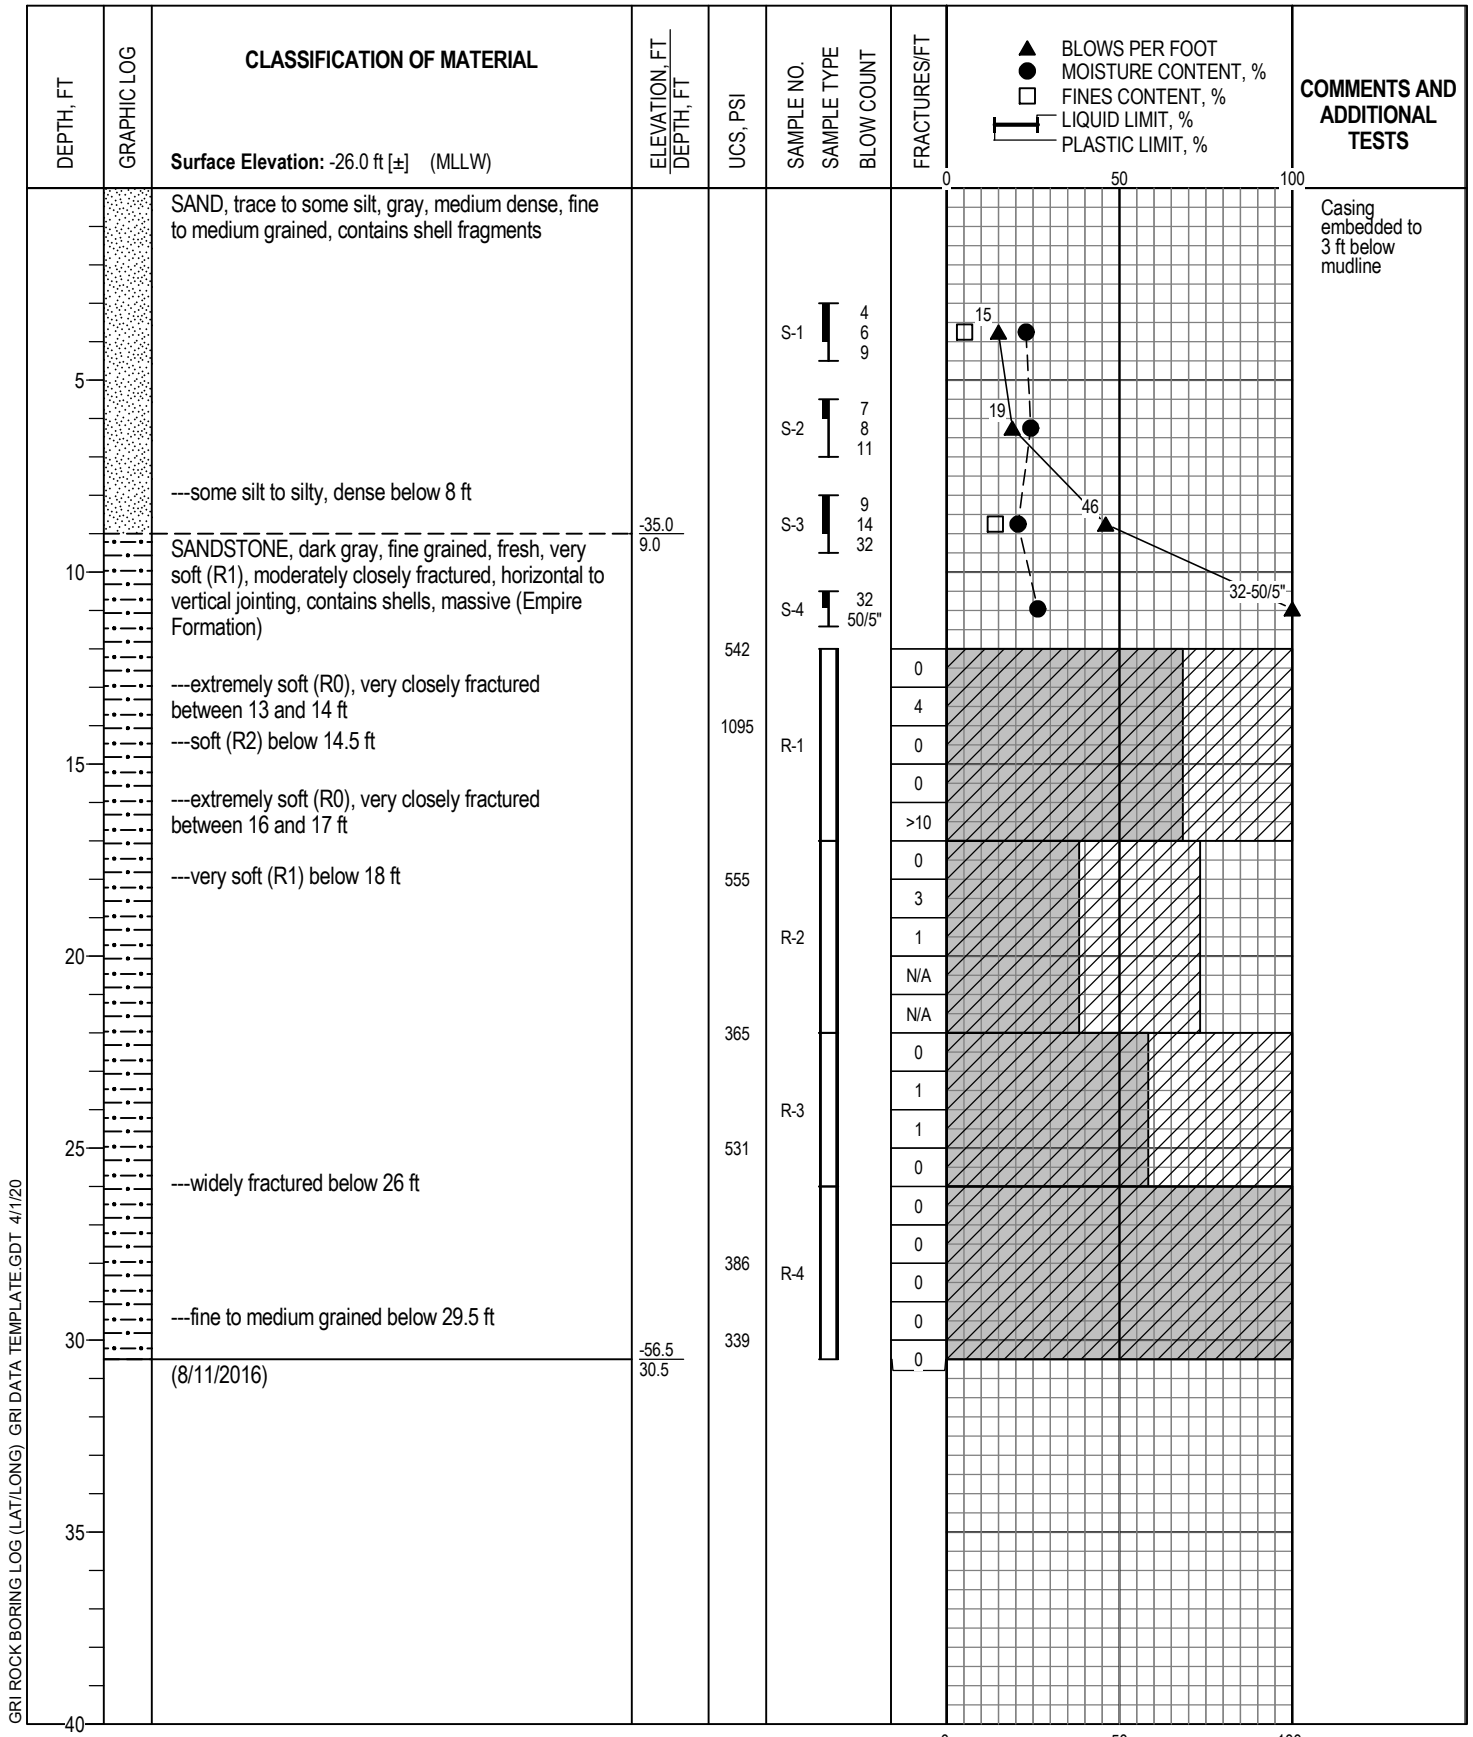 DEPTH, FT
GRAPHIC LOG
CLASSIFICATION OF MATERIAL
Surface Elevation: -26.0 ft [±] (MLLW)
ELEVATION, FT
DEPTH, FT
UCS, PSI
SAMPLE NO.
SAMPLE TYPE
BLOW COUNT
FRACTURES/FT
BLOWS PER FOOT
MOISTURE CONTENT, %
FINES CONTENT, %
LIQUID LIMIT, %
PLASTIC LIMIT, %
0 50 100
COMMENTS AND
ADDITIONAL
TESTS
SAND, trace to some silt, gray, medium dense, fine
to medium grained, contains shell fragments
Casing
embedded to
3 ft below
mudline
S-1
4
6
9
15
5
S-2
7
8
11
19
---some silt to silty, dense below 8 ft
S-3
9
14
32
46
-35.0
9.0
SANDSTONE, dark gray, fine grained, fresh, very
soft (R1), moderately closely fractured, horizontal to
vertical jointing, contains shells, massive (Empire
Formation)
10
S-4
32
50/5"
32-50/5"
542
0
---extremely soft (R0), very closely fractured
between 13 and 14 ft
4
1095
---soft (R2) below 14.5 ft
R-1
0
15
0
---extremely soft (R0), very closely fractured
between 16 and 17 ft
>10
0
---very soft (R1) below 18 ft
555
3
R-2
1
20
N/A
N/A
365
0
1
R-3
1
25
531
0
---widely fractured below 26 ft
0
0
386
R-4
0
---fine to medium grained below 29.5 ft
0
30
339
0
-56.5
30.5
(8/11/2016)
35
40
0 50 100
GRI ROCK BORING LOG (LAT/LONG) GRI DATA TEMPLATE.GDT 4/1/20